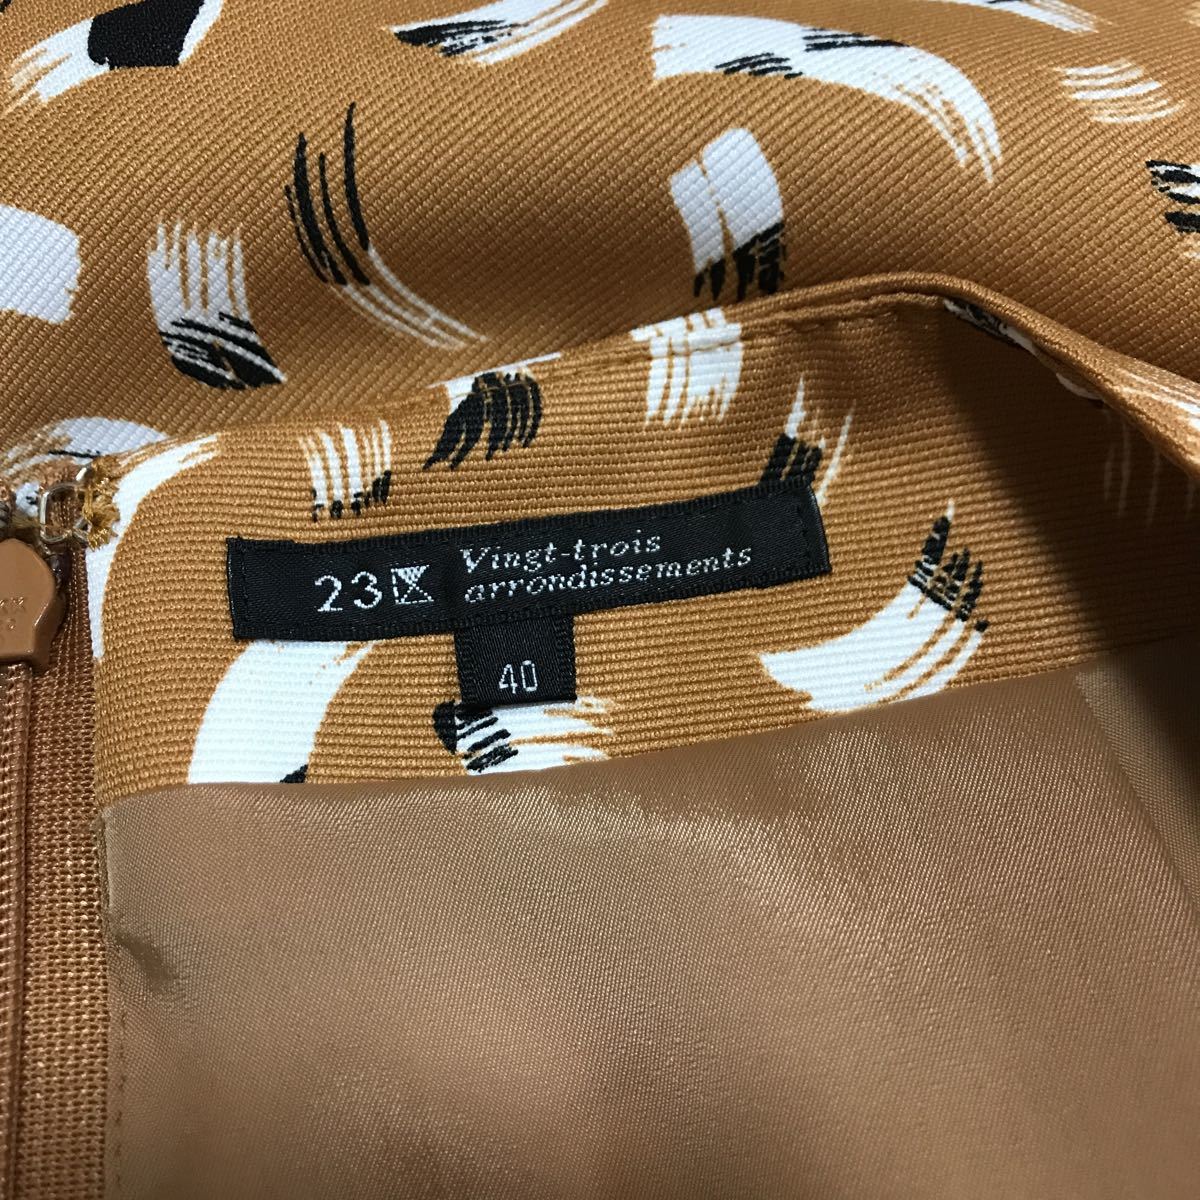 23区 Vingt-trois
arrondissements
40